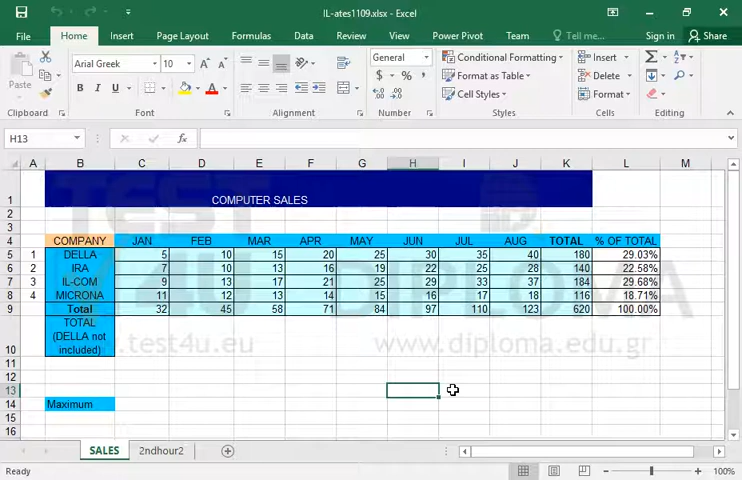 IL-ates1109.xlsx - Excel
File Home Insert Page Layout Formulas Data Review View Power Pivot Team Tell me... Sign in Share
Paste Arial Greek 10 A A General Conditional Formatting Insert
B I U A $ % Format as Table Delete
Cell Styles Format
Clipboard Font Alignment Number Styles Cells Editing
H13 fx
A B C D E F G H I J K L M
1 COMPUTER SALES
2
3
4 COMPANY JAN FEB MAR APR MAY JUN JUL AUG TOTAL % OF TOTAL
5 1 DELLA 5 10 15 20 25 30 35 40 180 29.03%
6 2 IRA 7 10 13 16 19 22 25 28 140 22.58%
7 3 IL-COM 9 13 17 21 25 29 33 37 184 29.68%
8 4 MICRONA 11 12 13 14 15 16 17 18 116 18.71%
9 Total 32 45 58 71 84 97 110 123 620 100.00%
TOTAL
(DELLA not
10 included)
11
12
13
14 Maximum
15
16
TEST4U DIPLOMA
www.test4u.eu www.diploma.edu.gr
SALES 2ndhour2
Ready 100%